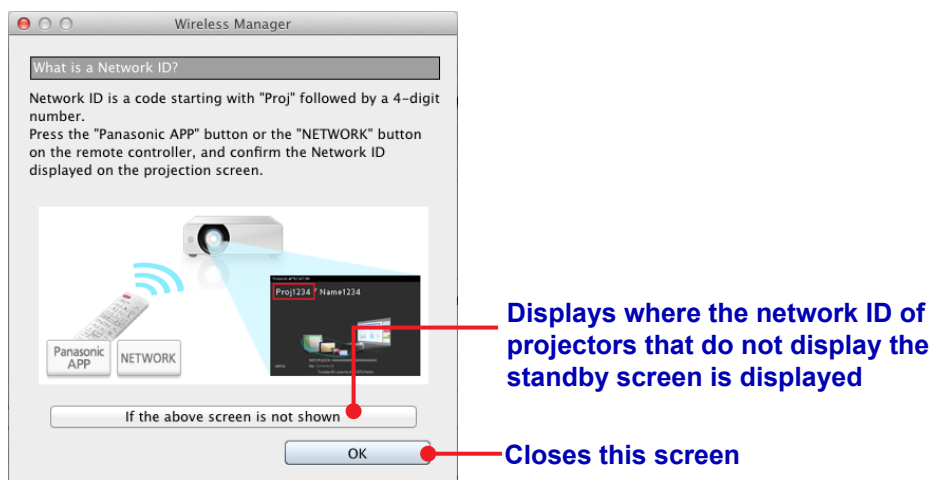 Wireless Manager
What is a Network ID?
Network ID is a code starting with "Proj" followed by a 4-digit
number.
Press the "Panasonic APP" button or the "NETWORK" button
on the remote controller, and confirm the Network ID
displayed on the projection screen.
Proj1234 / Name1234
Panasonic
APP
NETWORK
If the above screen is not shown
OK
Displays where the network ID of
projectors that do not display the
standby screen is displayed
Closes this screen